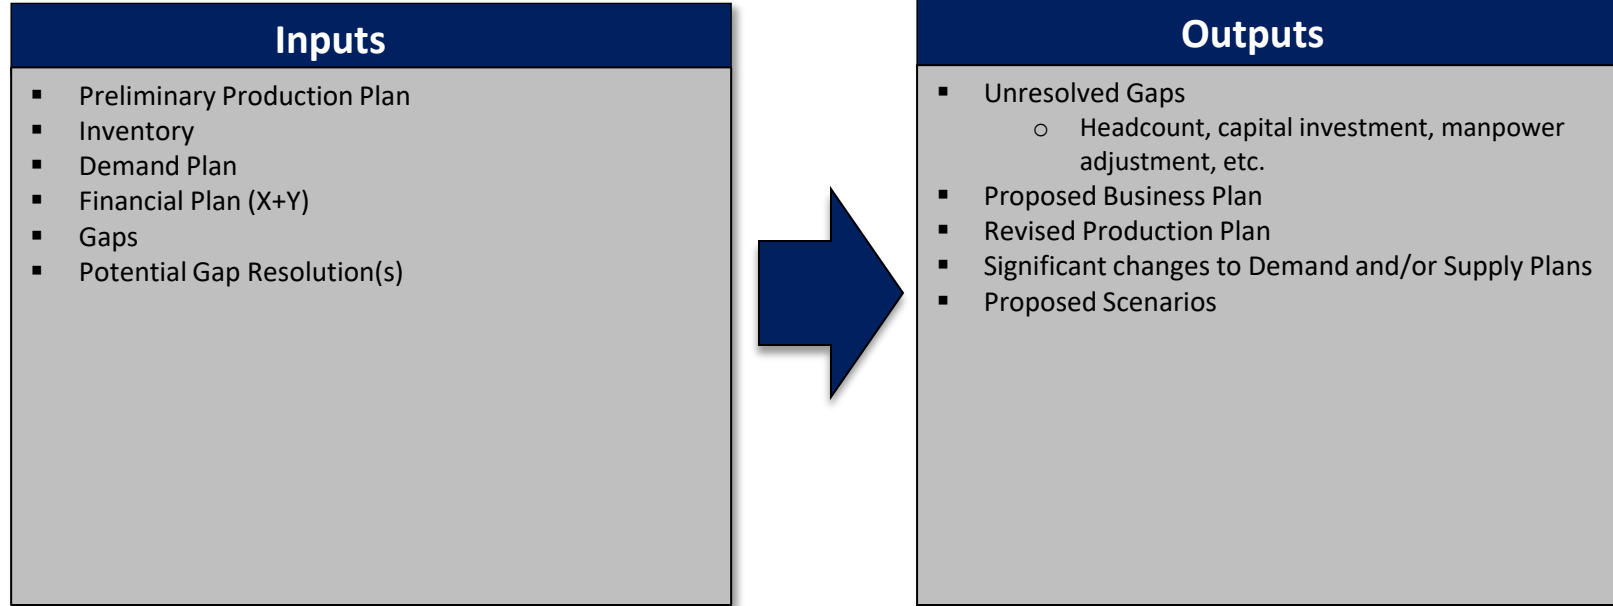 Inputs
▪ Preliminary Production Plan
▪ Inventory
▪ Demand Plan
▪ Financial Plan (X+Y)
▪ Gaps
▪ Potential Gap Resolution(s)
Outputs
▪ Unresolved Gaps
o Headcount, capital investment, manpower
adjustment, etc.
▪ Proposed Business Plan
▪ Revised Production Plan
▪ Significant changes to Demand and/or Supply Plans
▪ Proposed Scenarios